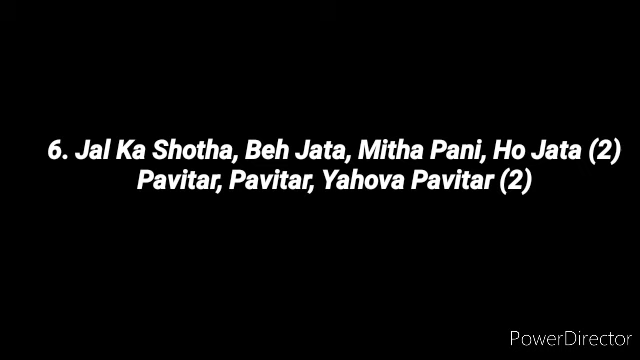 6. Jal Ka Shotha, Beh Jata, Mitha Pani, Ho Jata (2)
Pavitar, Pavitar, Yahova Pavitar (2)
PowerDirector